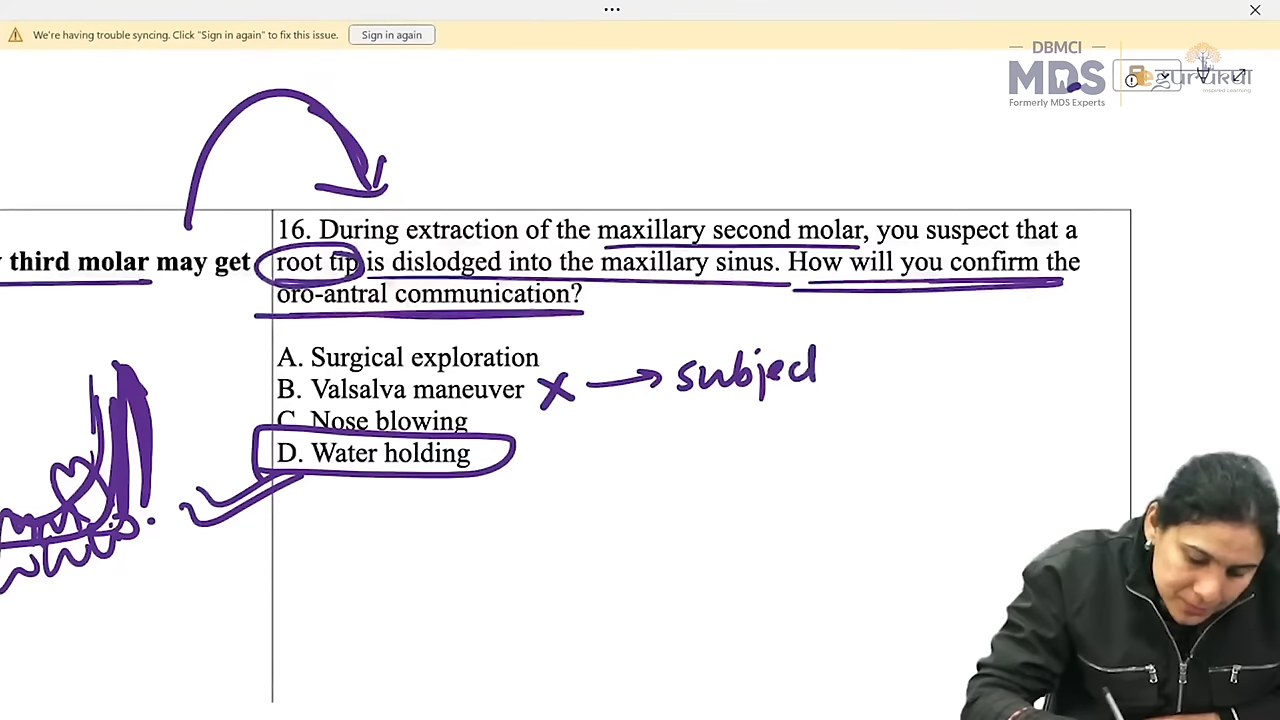 ...
We're having trouble syncing. Click "Sign in again" to fix this issue.
Sign in again
DBMCI
MDS
Formerly MDS Experts
eगुरुकुल
Inspired Learning
third molar may get
16. During extraction of the maxillary second molar, you suspect that a
root tip is dislodged into the maxillary sinus. How will you confirm the
oro-antral communication?
A. Surgical exploration
B. Valsalva maneuver X → subject
C. Nose blowing
D. Water holding